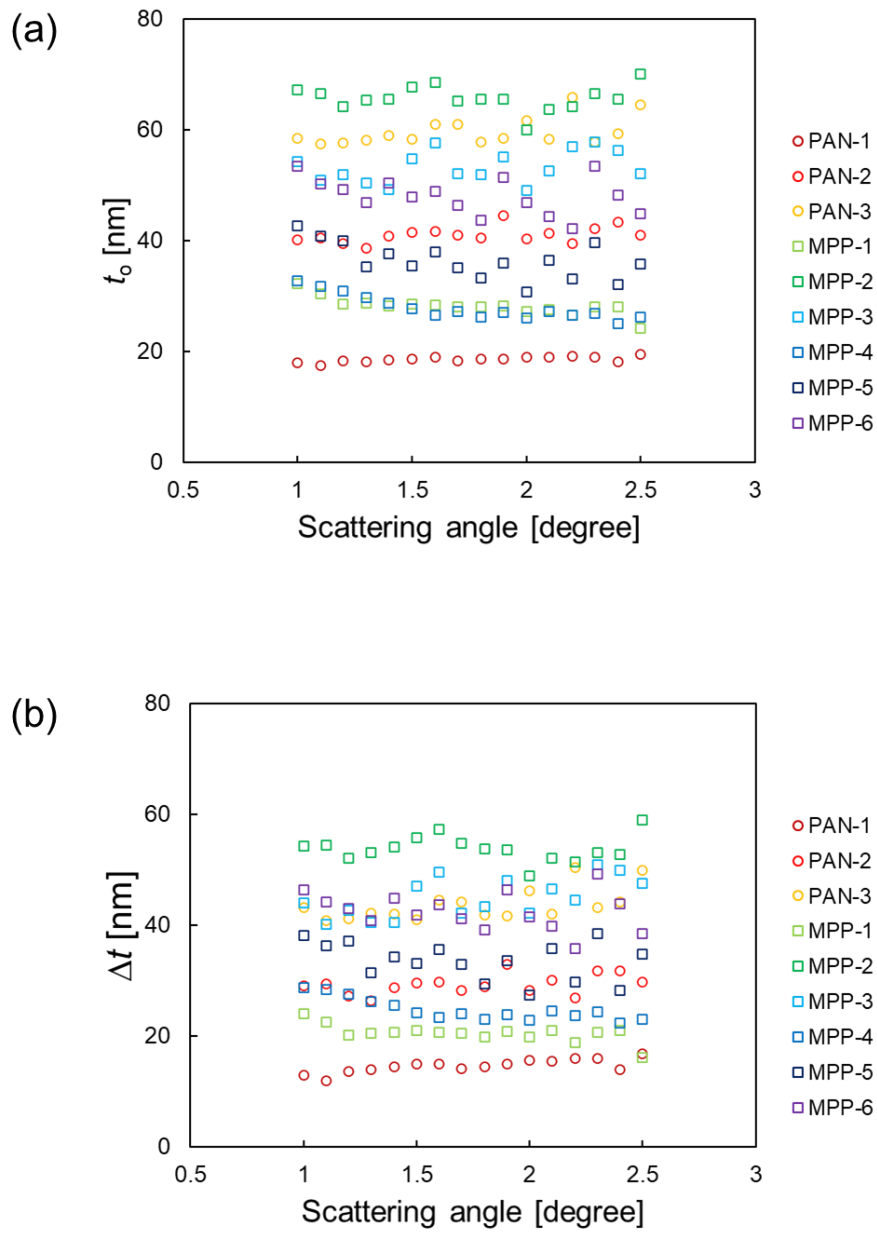 (a)
80
60
40
20
0
tₒ [nm]
0.5 1 1.5 2 2.5 3
Scattering angle [degree]
PAN-1
PAN-2
PAN-3
MPP-1
MPP-2
MPP-3
MPP-4
MPP-5
MPP-6
(b)
80
60
40
20
0
Δt [nm]
0.5 1 1.5 2 2.5 3
Scattering angle [degree]
PAN-1
PAN-2
PAN-3
MPP-1
MPP-2
MPP-3
MPP-4
MPP-5
MPP-6